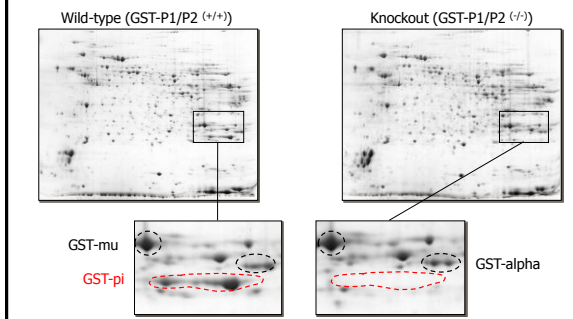 Wild-type (GST-P1/P2 (+/+))
Knockout (GST-P1/P2 (-/-))
GST-mu
GST-pi
GST-alpha